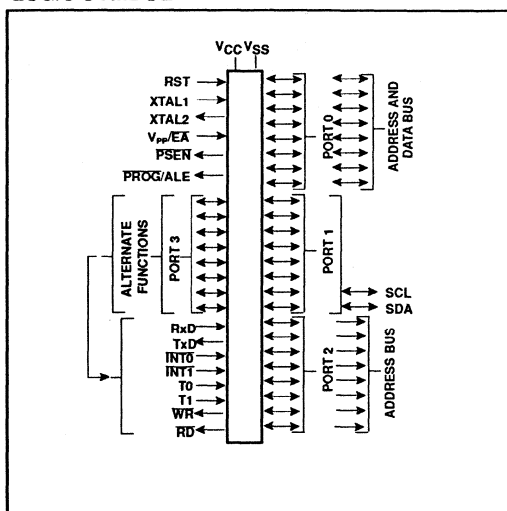 VCC VSS
RST
XTAL1
XTAL2
VPP/EA
PSEN
PROG/ALE
PORT 0
ADDRESS AND
DATA BUS
ALTERNATE
FUNCTIONS
PORT 3
PORT 1
SCL
SDA
RxD
TxD
INT0
INT1
T0
T1
WR
RD
PORT 2
ADDRESS BUS